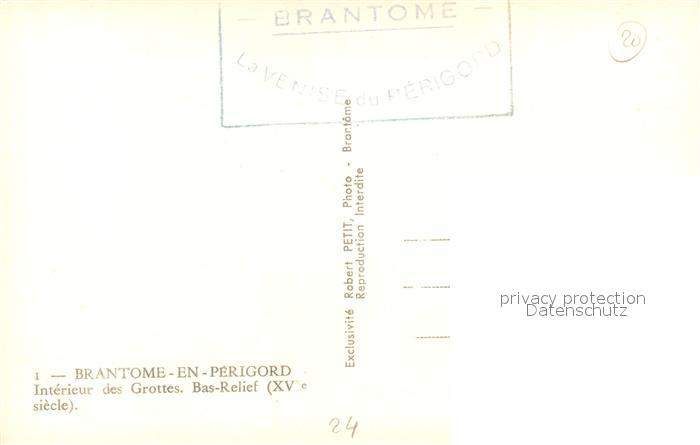 - BRANTOME -
La VENISE du PÉRIGORD
20
Exclusivité Robert PETIT, Photo - Brantôme
Reproduction Interdite
privacy protection
Datenschutz
1 — BRANTOME-EN-PÉRIGORD
Intérieur des Grottes. Bas-Relief (XVe
siècle).
24